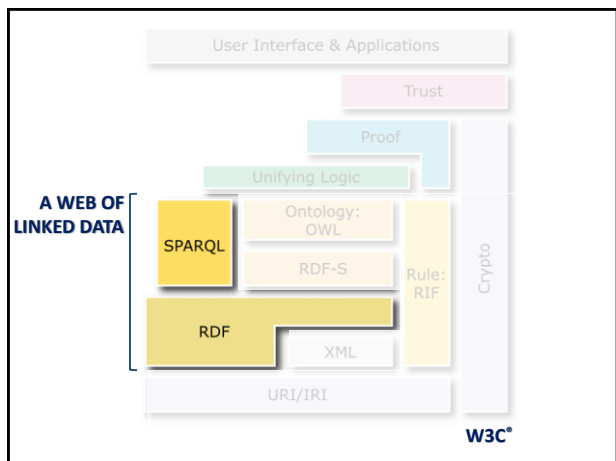 User Interface & Applications
Trust
Proof
Unifying Logic
A WEB OF
LINKED DATA
SPARQL
Ontology:
OWL
RDF-S
Rule:
RIF
Crypto
RDF
XML
URI/IRI
W3C®